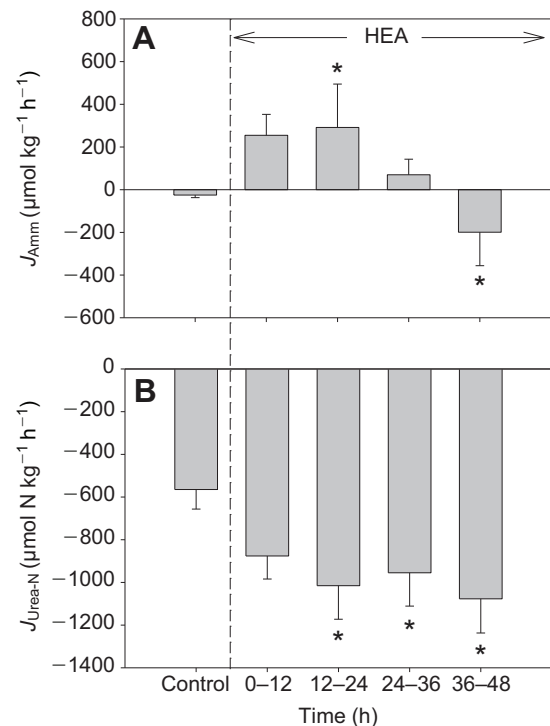 A
HEA
800
600
*
400
200
0
−200
−400
*
−600
J_Amm (µmol kg⁻¹ h⁻¹)
B
0
−200
−400
−600
−800
−1000
−1200
* * *
−1400
J_Urea-N (µmol N kg⁻¹ h⁻¹)
Control 0–12 12–24 24–36 36–48
Time (h)